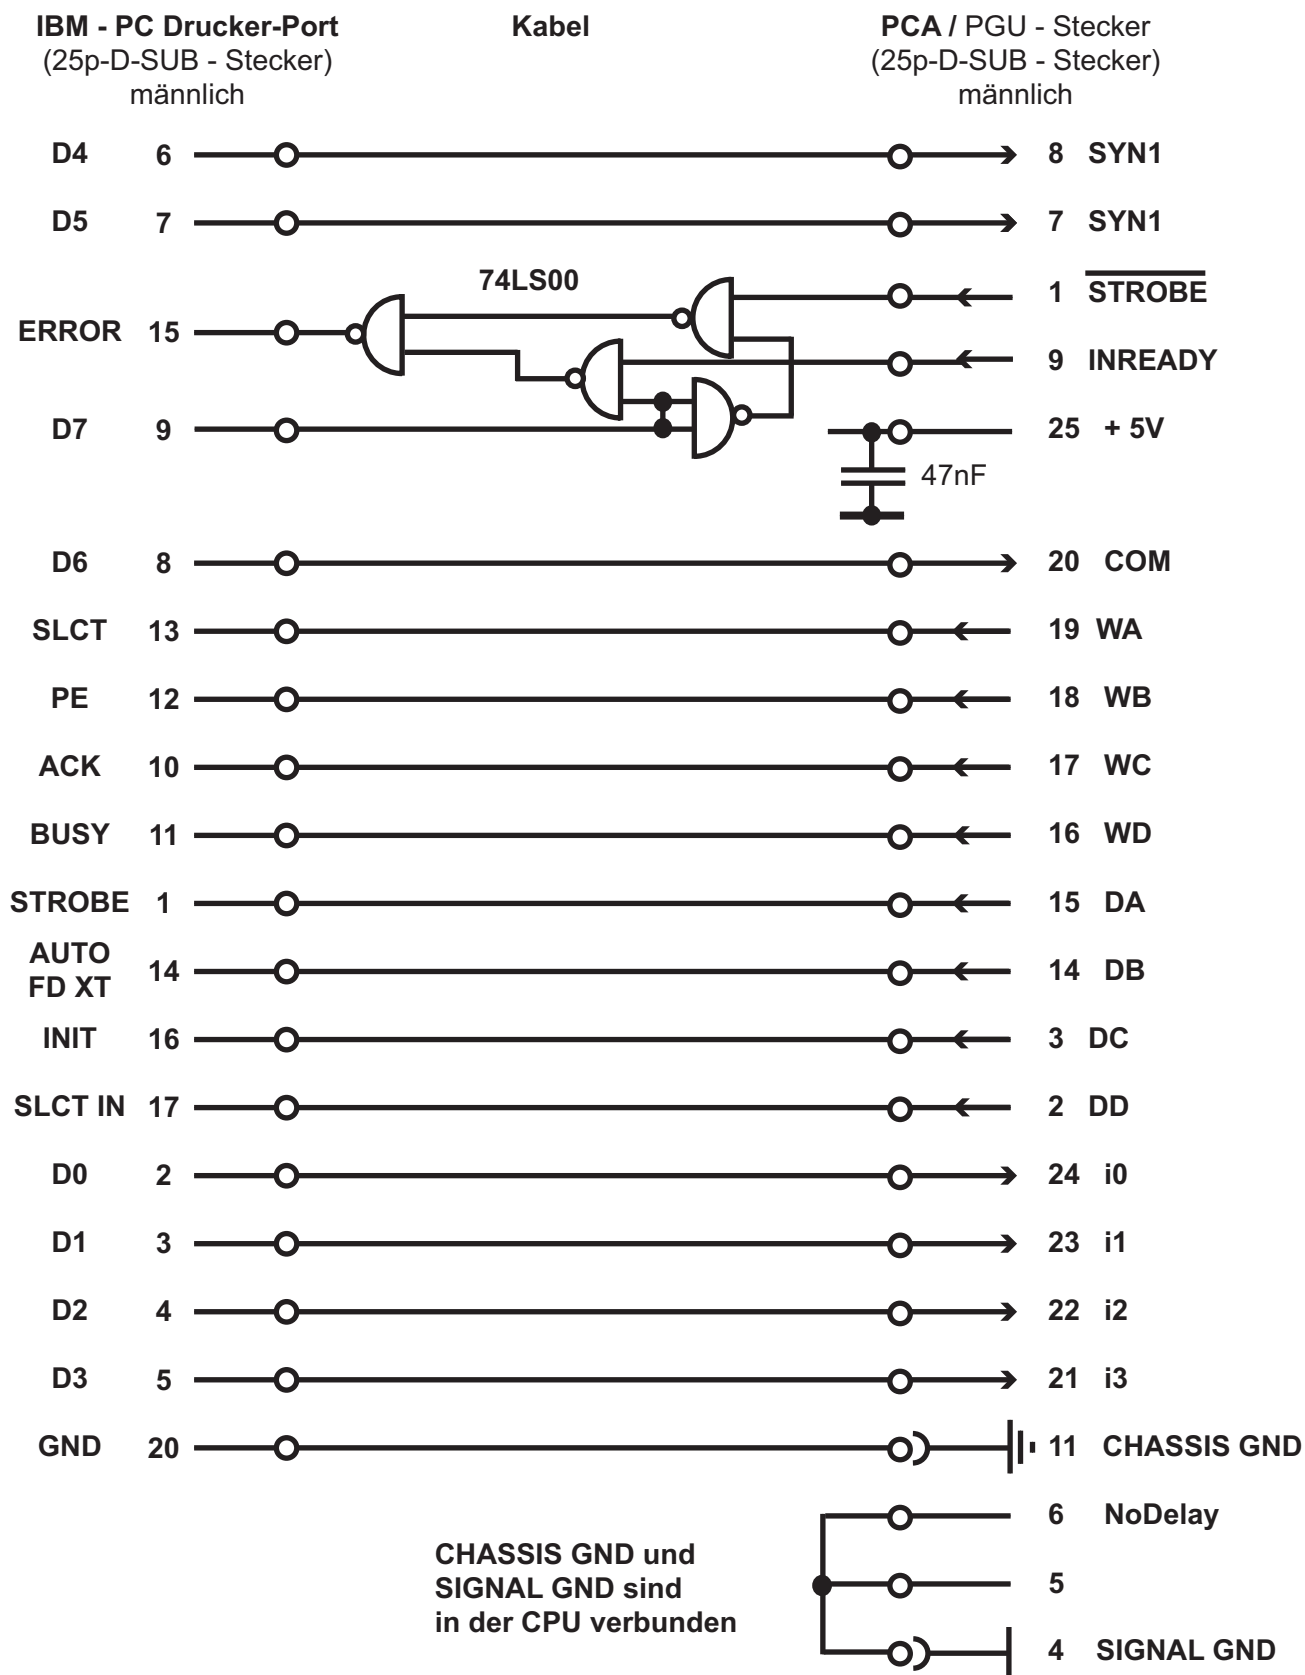 IBM - PC Drucker-Port Kabel PCA / PGU - Stecker
(25p-D-SUB - Stecker) (25p-D-SUB - Stecker)
männlich männlich
D4 6 8 SYN1
D5 7 7 SYN1
74LS00
1 STROBE
ERROR 15
9 INREADY
D7 9 25 + 5V
47nF
D6 8 20 COM
SLCT 13 19 WA
PE 12 18 WB
ACK 10 17 WC
BUSY 11 16 WD
STROBE 1 15 DA
AUTO
FD XT 14 14 DB
INIT 16 3 DC
SLCT IN 17 2 DD
D0 2 24 i0
D1 3 23 i1
D2 4 22 i2
D3 5 21 i3
GND 20 11 CHASSIS GND
6 NoDelay
CHASSIS GND und
SIGNAL GND sind
in der CPU verbunden
5
4 SIGNAL GND